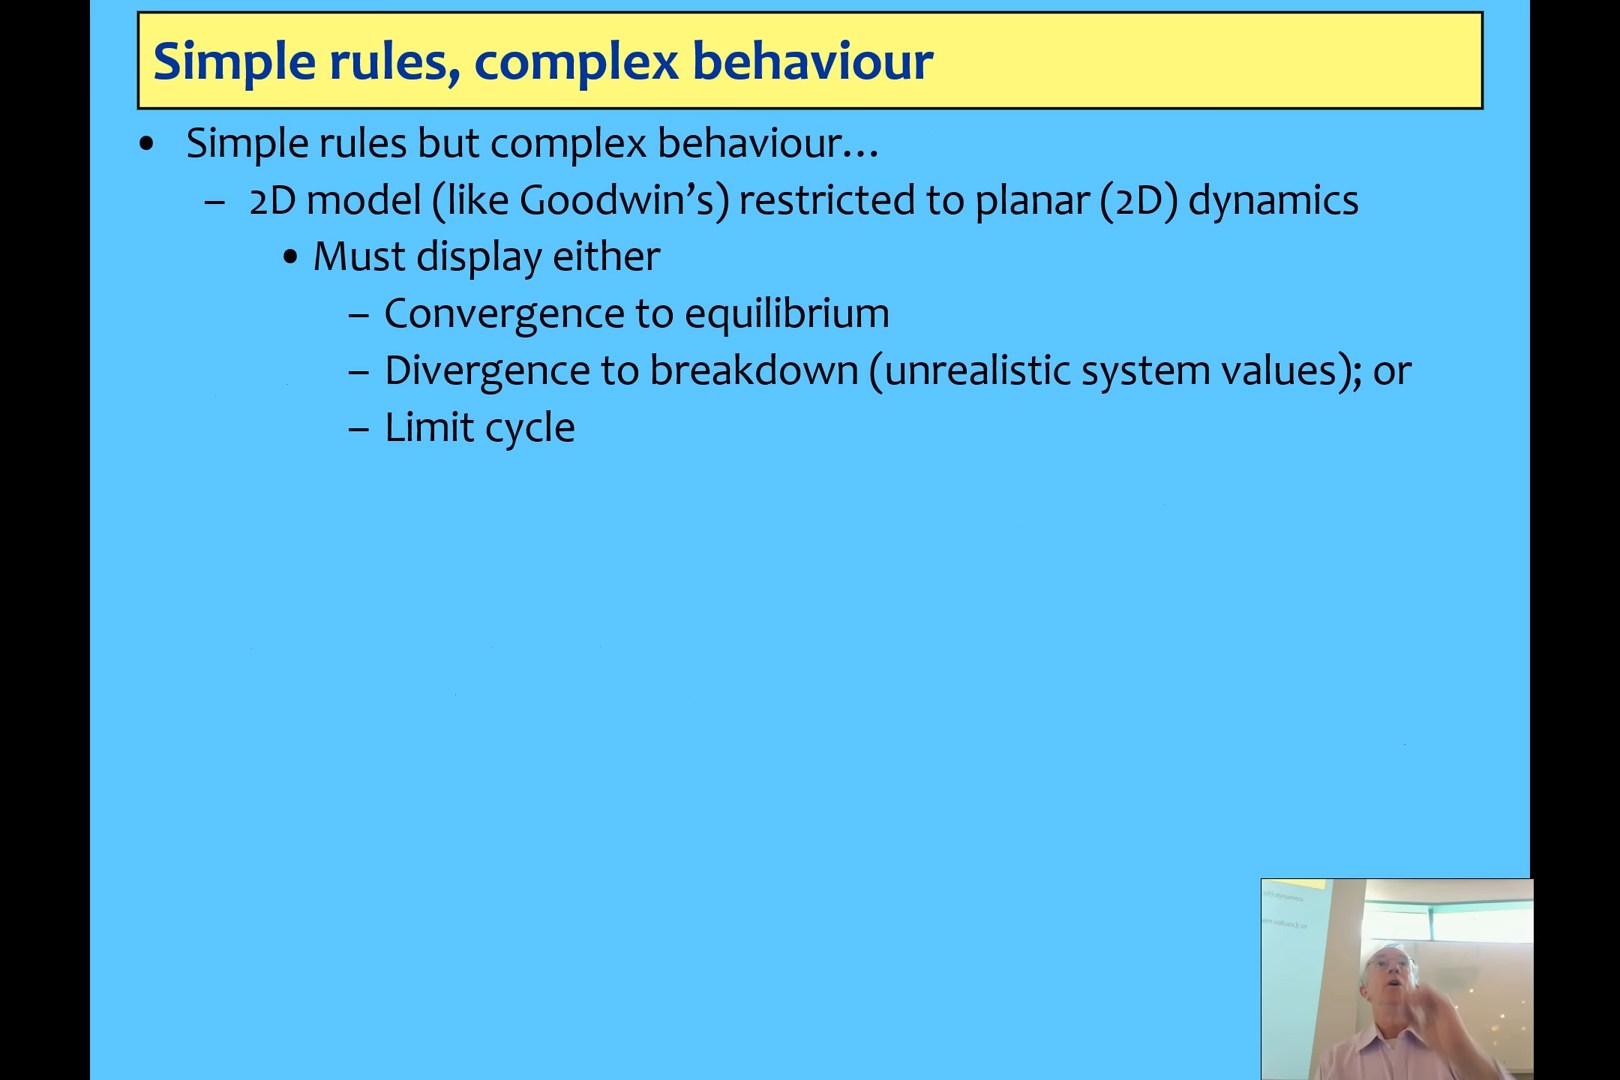 Simple rules, complex behaviour
• Simple rules but complex behaviour…
– 2D model (like Goodwin’s) restricted to planar (2D) dynamics
• Must display either
– Convergence to equilibrium
– Divergence to breakdown (unrealistic system values); or
– Limit cycle